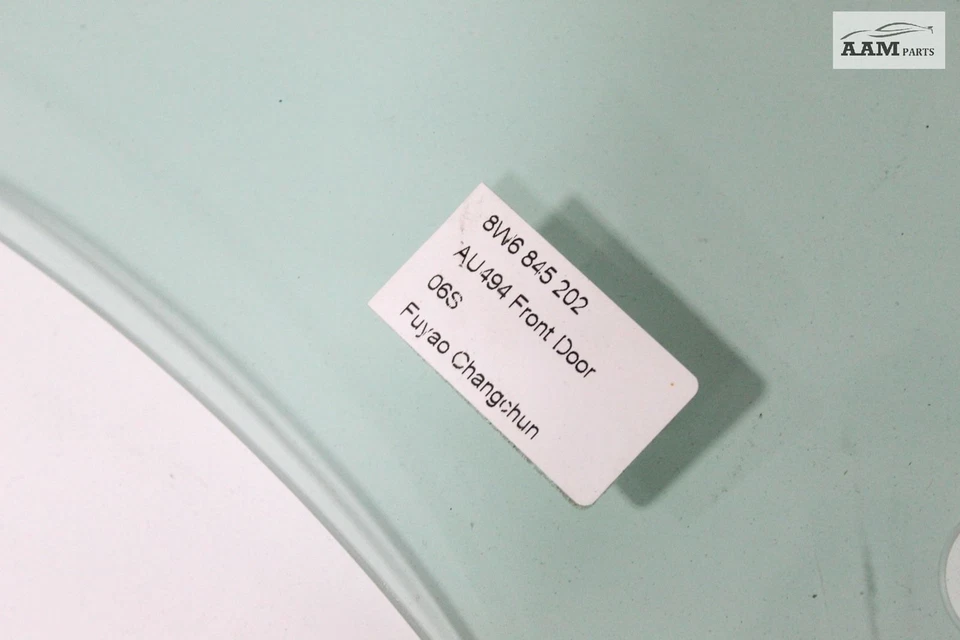 AAM PARTS
8W6 845 202
AU494 Front Door
06S
Fuyao Changchun